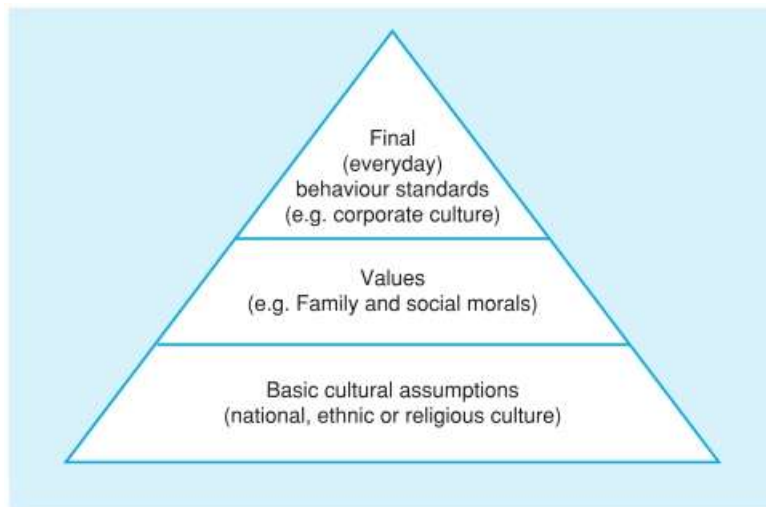 Final
(everyday)
behaviour standards
(e.g. corporate culture)
Values
(e.g. Family and social morals)
Basic cultural assumptions
(national, ethnic or religious culture)